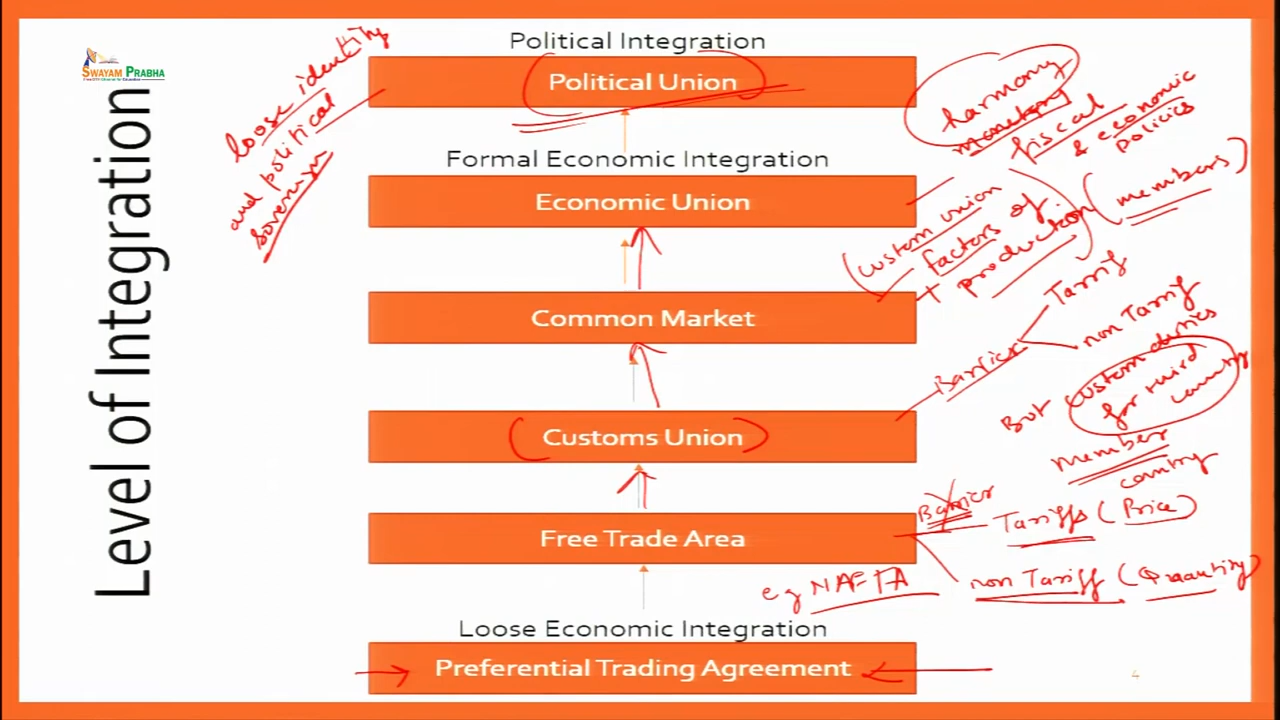 Level of Integration
SWAYAM PRABHA
Political Integration
Political Union
Formal Economic Integration
Economic Union
Common Market
Customs Union
Free Trade Area
Loose Economic Integration
Preferential Trading Agreement
loose identity
and political
harmony
monetary
fiscal
& economic
policies
(members)
(custom union
+ factors of
production
Barrier
Tariff
non Tariff
But custom duties
for third
country
member
country
Barrier
Tariffs (Price)
non Tariff (Quantity)
eg NAFTA
4